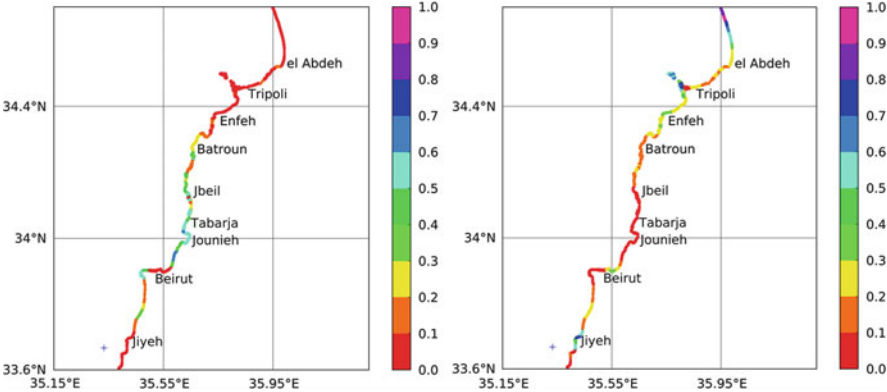 1.0
0.9
0.8
0.7
0.6
0.5
0.4
0.3
0.2
0.1
0.0
34.4°N
34°N
33.6°N
35.15°E
35.55°E
35.95°E
el Abdeh
Tripoli
Enfeh
Batroun
Jbeil
Tabarja
Jounieh
Beirut
Jiyeh
34.4°N
34°N
33.6°N
35.15°E
35.55°E
35.95°E
el Abdeh
Tripoli
Enfeh
Batroun
Jbeil
Tabarja
Jounieh
Beirut
Jiyeh
1.0
0.9
0.8
0.7
0.6
0.5
0.4
0.3
0.2
0.1
0.0